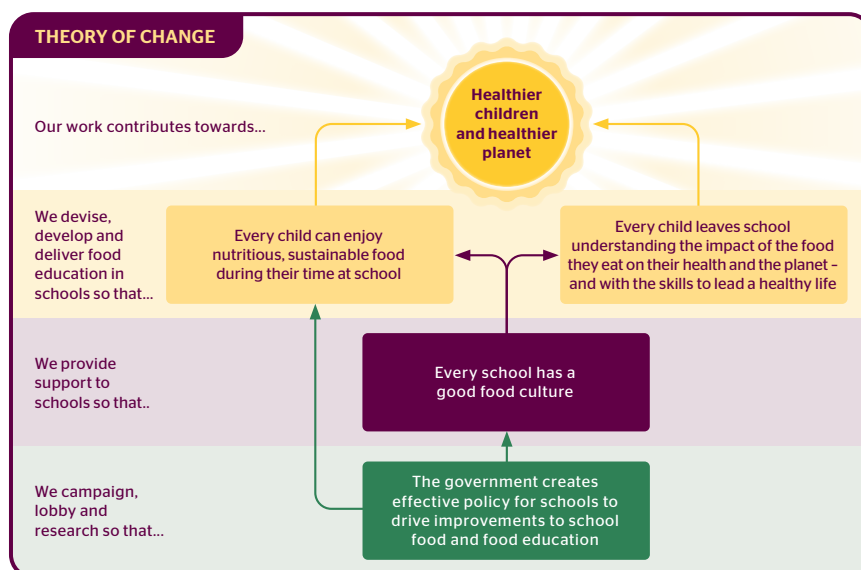 THEORY OF CHANGE
Our work contributes towards...
Healthier
children
and healthier
planet
We devise,
develop and
deliver food
education in
schools so that...
Every child can enjoy
nutritious, sustainable food
during their time at school
Every child leaves school
understanding the impact of the food
they eat on their health and the planet –
and with the skills to lead a healthy life
We provide
support to
schools so that..
Every school has a
good food culture
We campaign,
lobby and
research so that...
The government creates
effective policy for schools to
drive improvements to school
food and food education